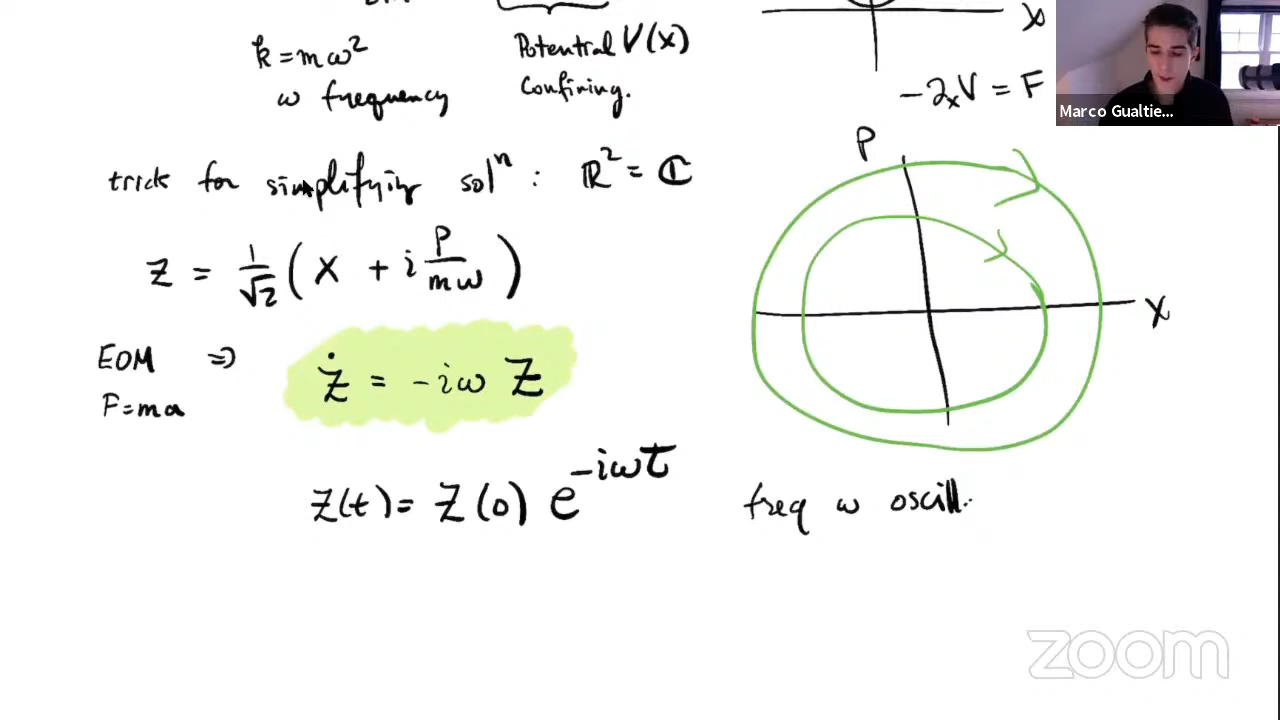 k = mω²
ω frequency
Potential V(x)
Confining.
x
-∂ₓV = F
Marco Gualtie...
trick for simplifying solⁿ : ℝ² = ℂ
z = 1/√2 ( x + i p/mω )
P
X
EOM ⇒ ż = -iω z
F=ma
z(t) = z(0) e^{-iωt}
freq ω oscill.
zoom